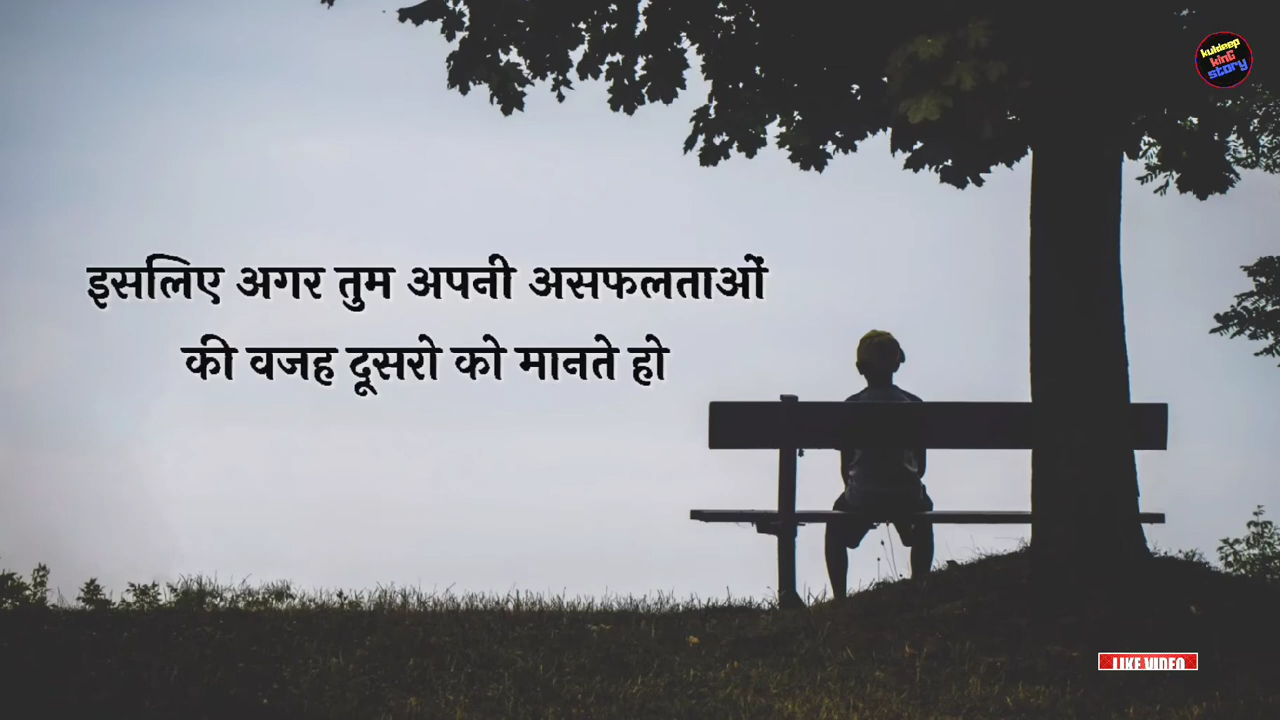 kuldeep
king
story
इसलिए अगर तुम अपनी असफलताओं
की वजह दूसरो को मानते हो
LIKE VIDEO